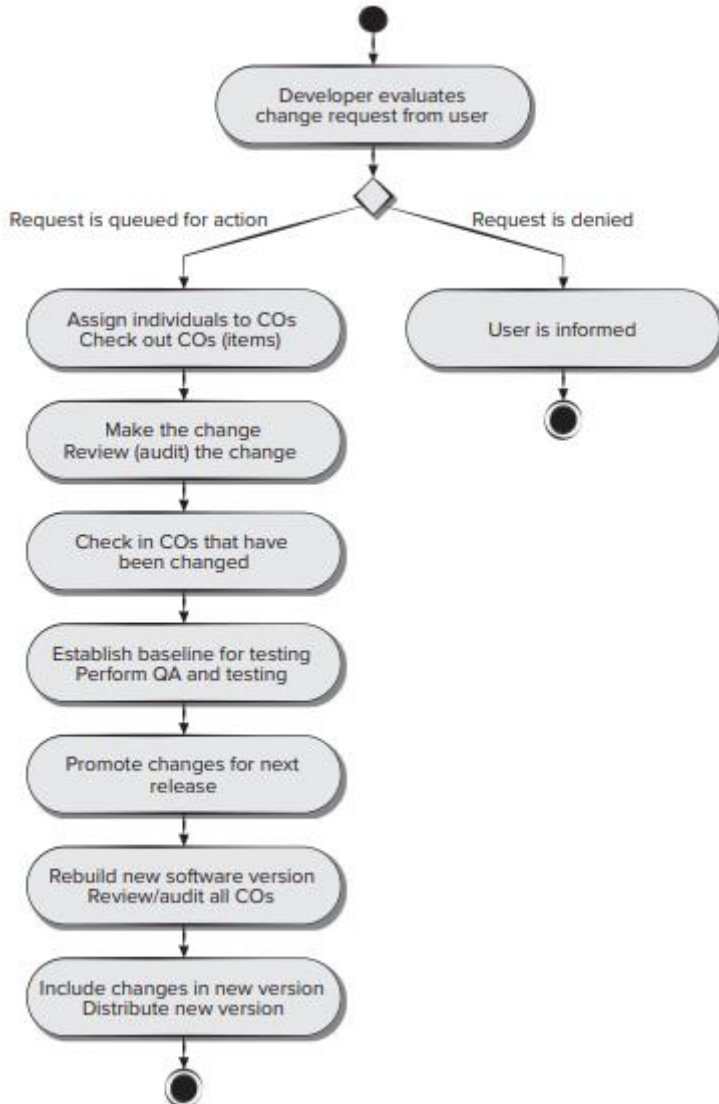 Developer evaluates
change request from user
Request is queued for action
Request is denied
Assign individuals to COs
Check out COs (items)
User is informed
Make the change
Review (audit) the change
Check in COs that have
been changed
Establish baseline for testing
Perform QA and testing
Promote changes for next
release
Rebuild new software version
Review/audit all COs
Include changes in new version
Distribute new version